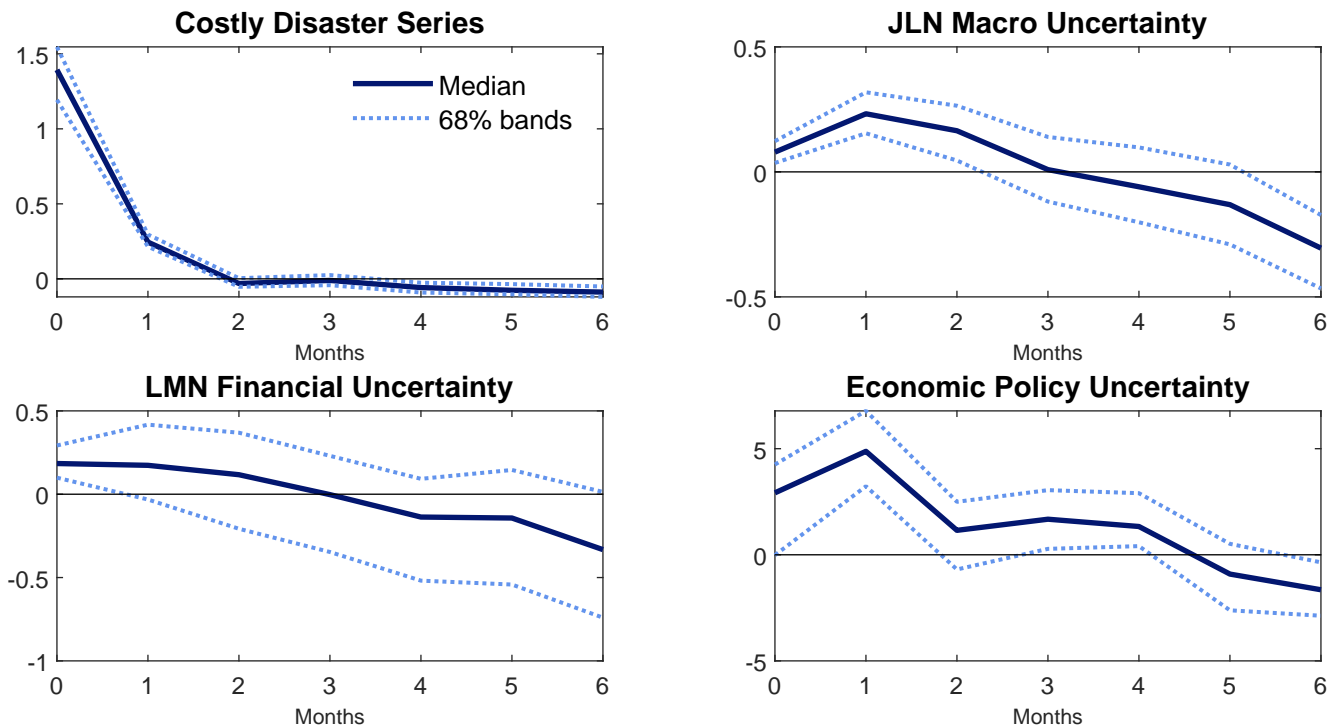 Costly Disaster Series
1.5
1
0.5
0
Median
68% bands
0 1 2 3 4 5 6
Months
JLN Macro Uncertainty
0.5
0
-0.5
0 1 2 3 4 5 6
Months
LMN Financial Uncertainty
0.5
0
-0.5
-1
0 1 2 3 4 5 6
Months
Economic Policy Uncertainty
5
0
-5
0 1 2 3 4 5 6
Months